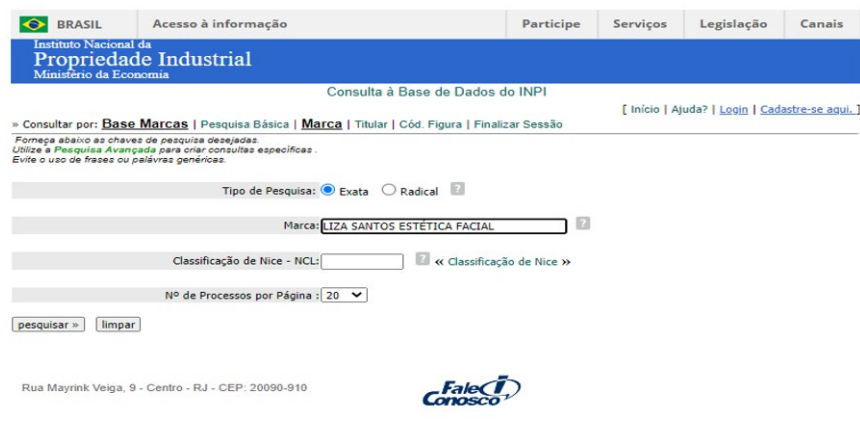 BRASIL Acesso à informação Participe Serviços Legislação Canais
Instituto Nacional da
Propriedade Industrial
Ministério da Economia
Consulta à Base de Dados do INPI
[ Início | Ajuda? | Login | Cadastre-se aqui. ]
» Consultar por: Base Marcas | Pesquisa Básica | Marca | Titular | Cód. Figura | Finalizar Sessão
Forneça abaixo as chaves de pesquisa desejadas.
Utilize a Pesquisa Avançada para criar consultas específicas .
Evite o uso de frases ou palavras genéricas.
Tipo de Pesquisa: Exata Radical ?
Marca: LIZA SANTOS ESTÉTICA FACIAL ?
Classificação de Nice - NCL: ? « Classificação de Nice »
Nº de Processos por Página : 20
pesquisar » limpar
Rua Mayrink Veiga, 9 - Centro - RJ - CEP: 20090-910
Fale
Conosco